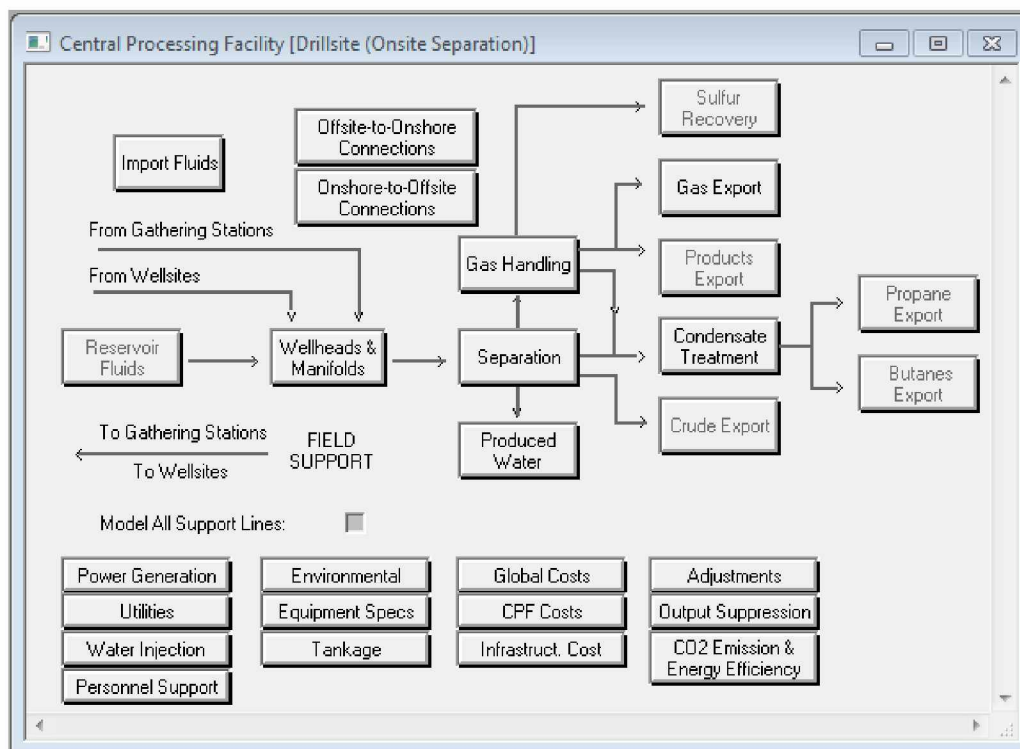 Central Processing Facility [Drillsite (Onsite Separation)]
Import Fluids
Offsite-to-Onshore
Connections
Onshore-to-Offsite
Connections
Sulfur
Recovery
Gas Export
From Gathering Stations
From Wellsites
Gas Handling
Products
Export
Propane
Export
Reservoir
Fluids
Wellheads &
Manifolds
Separation
Condensate
Treatment
Butanes
Export
To Gathering Stations
To Wellsites
FIELD
SUPPORT
Produced
Water
Crude Export
Model All Support Lines:
Power Generation
Environmental
Global Costs
Adjustments
Utilities
Equipment Specs
CPF Costs
Output Suppression
Water Injection
Tankage
Infrastruct. Cost
CO2 Emission &
Energy Efficiency
Personnel Support